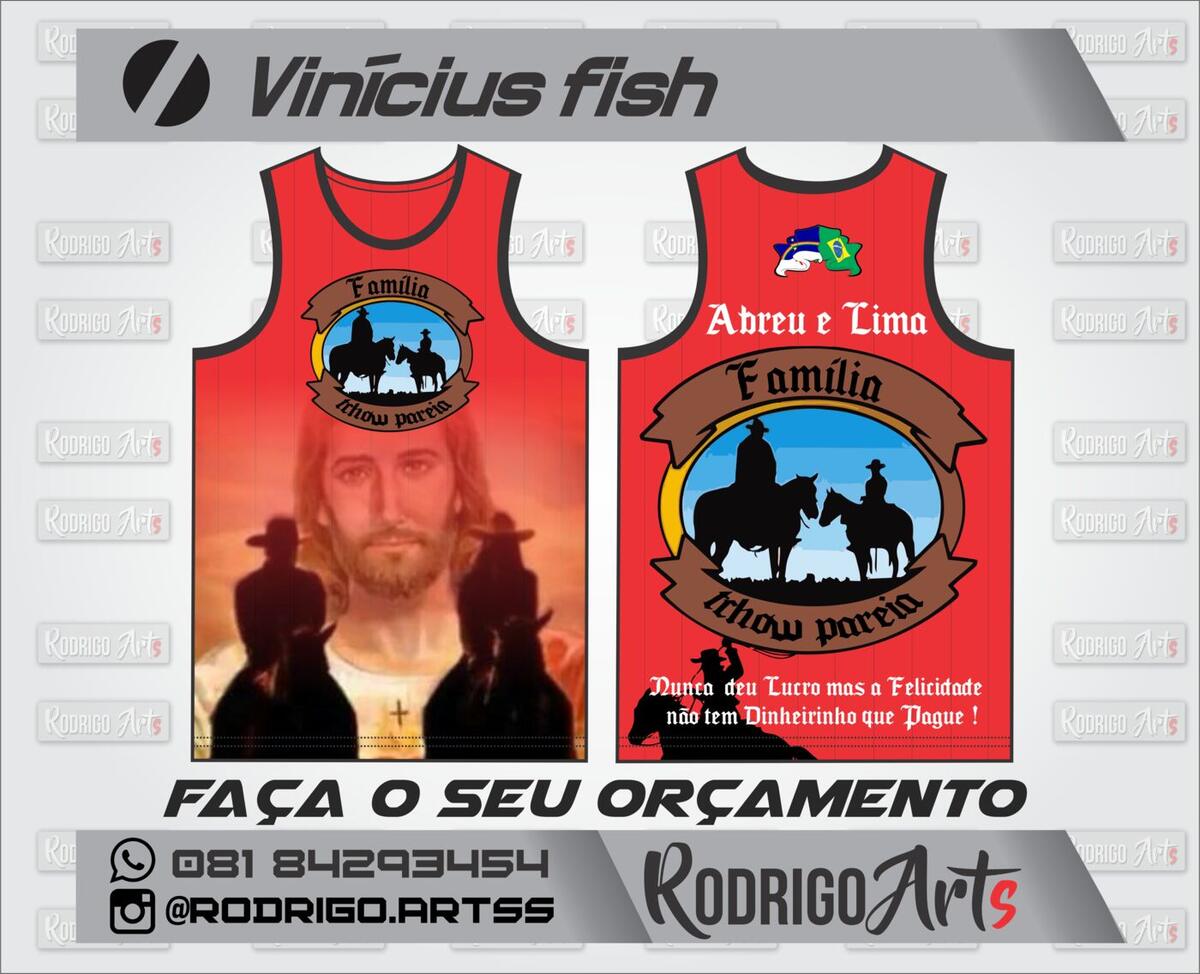 Vinícius fish
Família
tchow pareia
Abreu e Lima
Família
tchow pareia
Nunca deu Lucro mas a Felicidade
não tem Dinheirinho que Pague !
FAÇA O SEU ORÇAMENTO
081 84293454
@RODRIGO.ARTSS
RODRIGO Arts